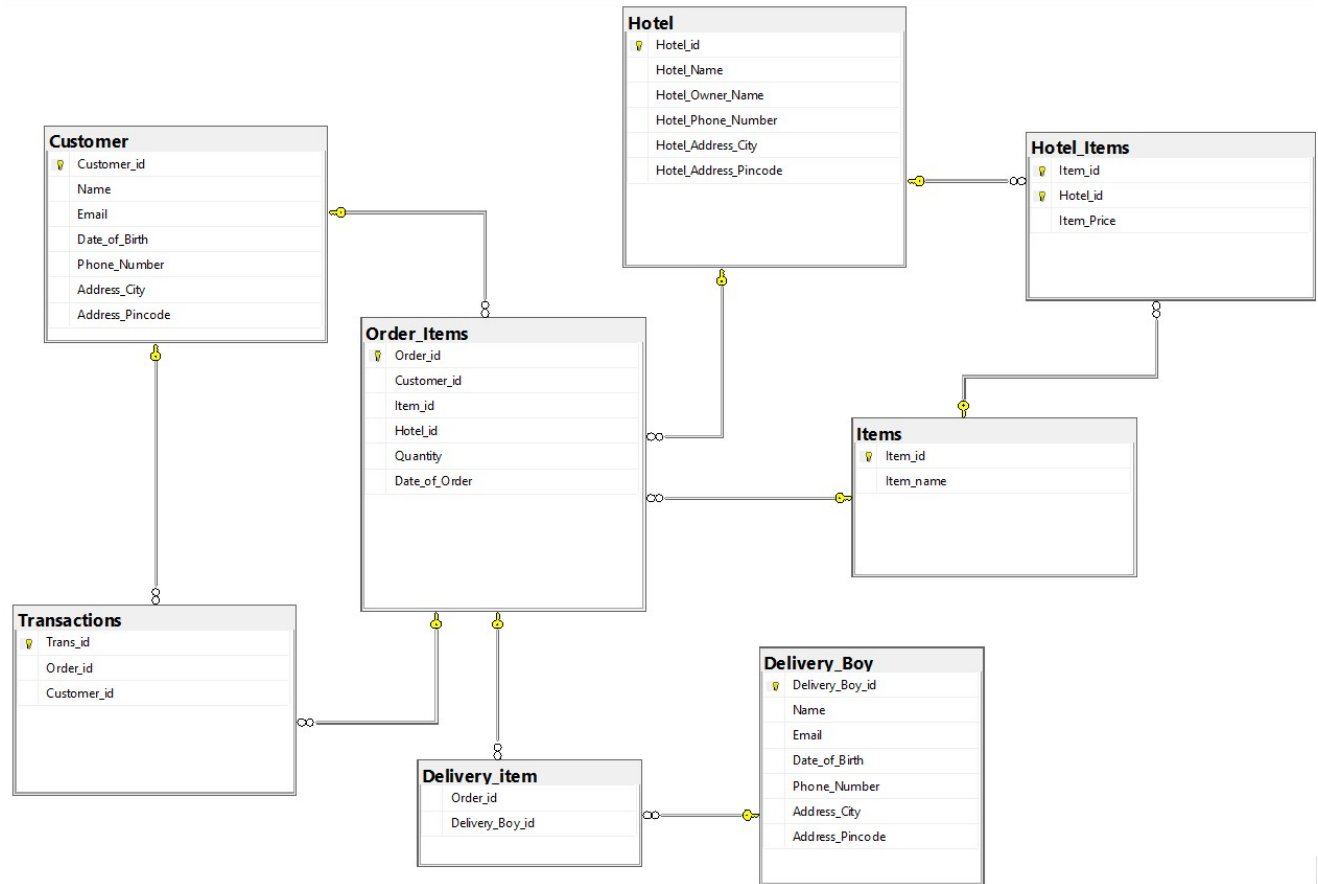 Hotel
Hotel_id
Hotel_Name
Hotel_Owner_Name
Hotel_Phone_Number
Hotel_Address_City
Hotel_Address_Pincode
Customer
Customer_id
Name
Email
Date_of_Birth
Phone_Number
Address_City
Address_Pincode
Hotel_Items
Item_id
Hotel_id
Item_Price
Order_Items
Order_id
Customer_id
Item_id
Hotel_id
Quantity
Date_of_Order
Items
Item_id
Item_name
Transactions
Trans_id
Order_id
Customer_id
Delivery_Boy
Delivery_Boy_id
Name
Email
Date_of_Birth
Phone_Number
Address_City
Address_Pincode
Delivery_item
Order_id
Delivery_Boy_id